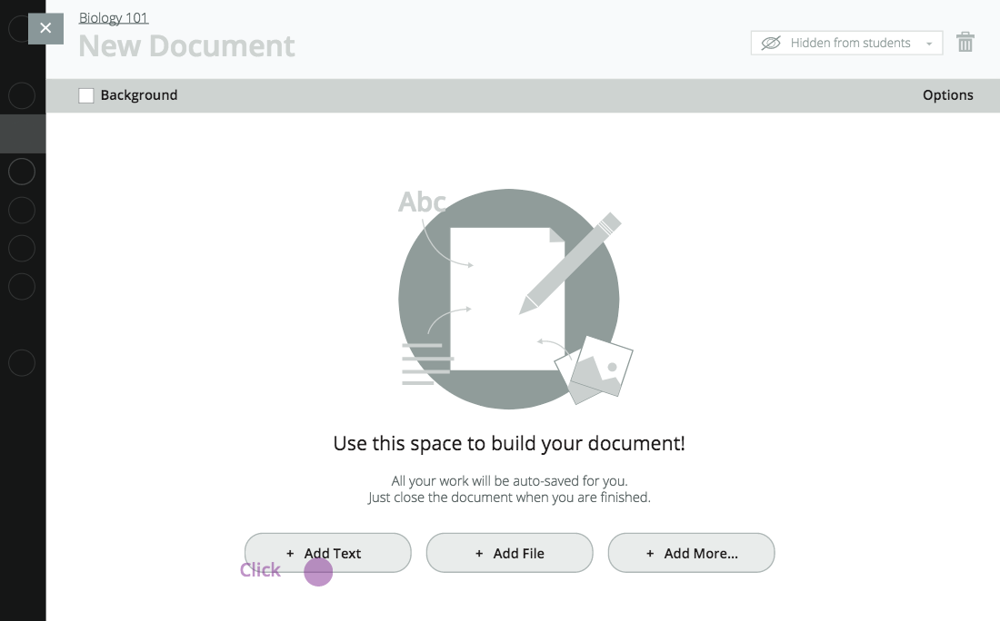 Biology 101
New Document
Hidden from students
Background
Options
Abc
Use this space to build your document!
All your work will be auto-saved for you.
Just close the document when you are finished.
+ Add Text
+ Add File
+ Add More...
Click